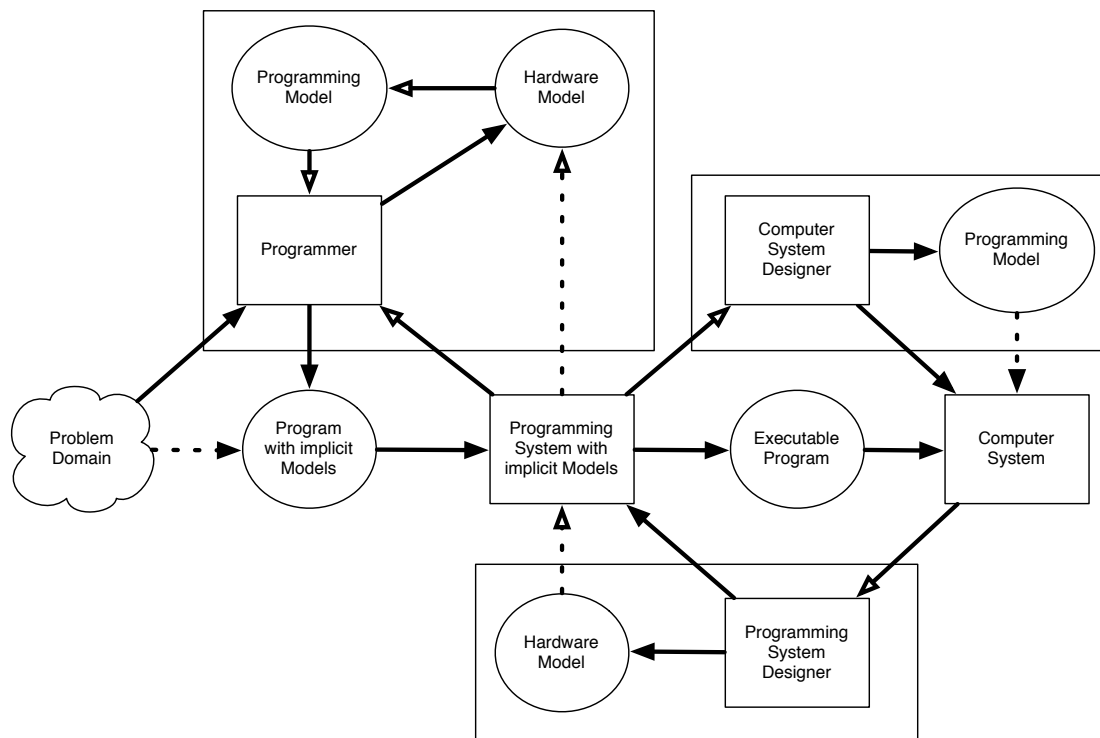 Programming
Model
Hardware
Model
Programmer
Computer
System
Designer
Programming
Model
Problem
Domain
Program
with implicit
Models
Programming
System with
implicit Models
Executable
Program
Computer
System
Hardware
Model
Programming
System
Designer